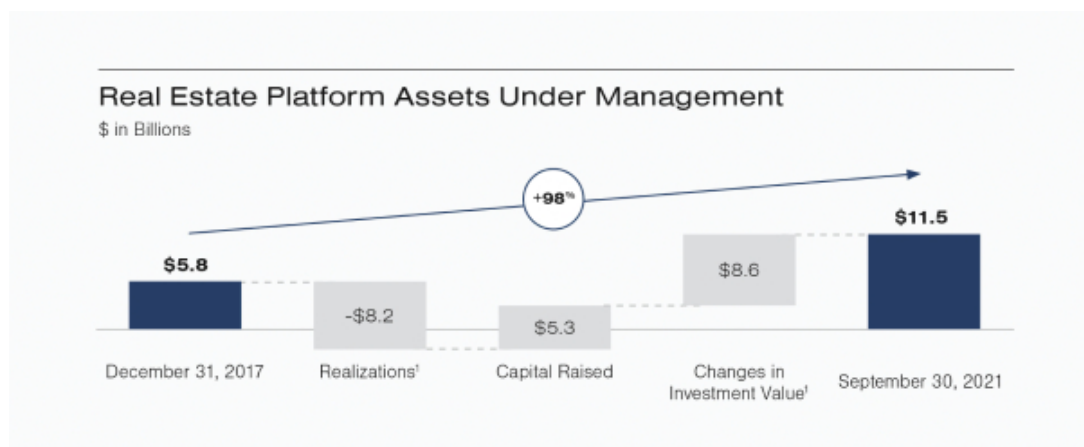 Real Estate Platform Assets Under Management
$ in Billions
+98%
$5.8
-$8.2
$5.3
$8.6
$11.5
December 31, 2017
Realizations¹
Capital Raised
Changes in
Investment Value¹
September 30, 2021